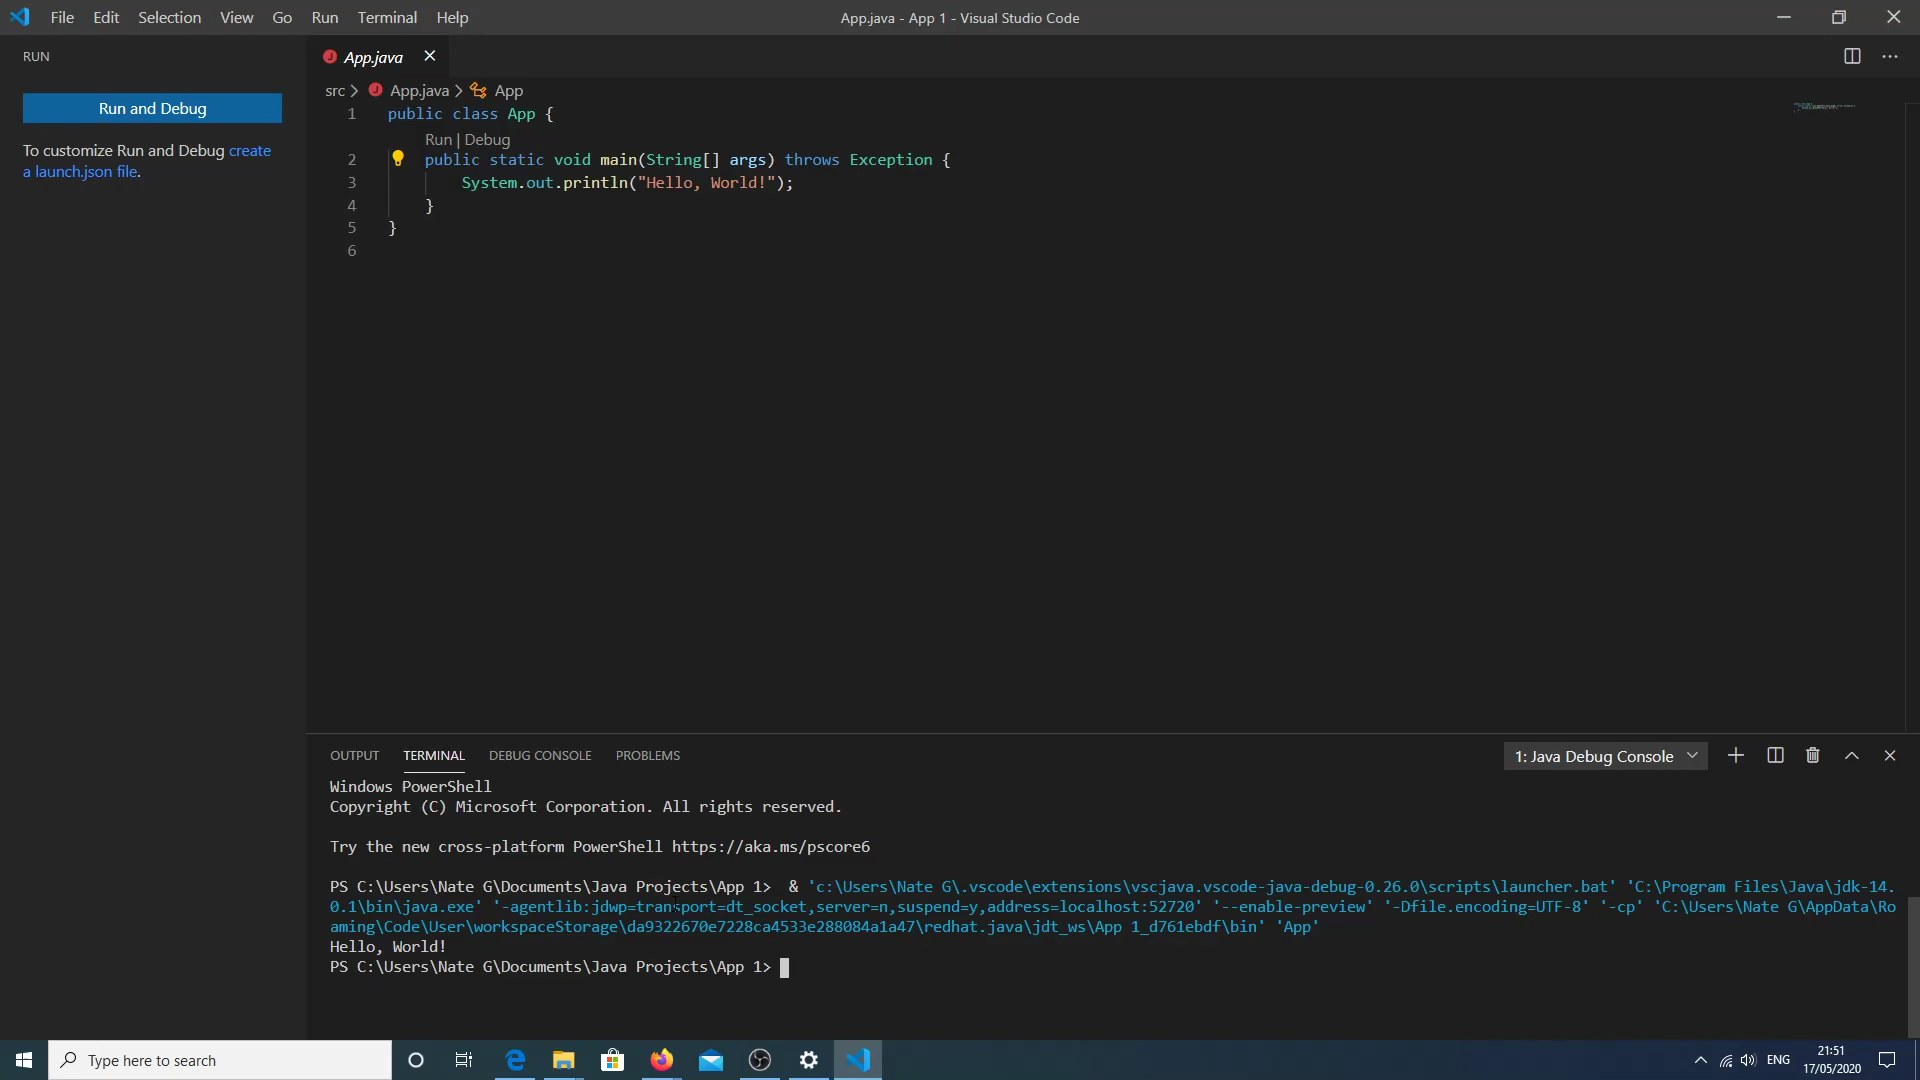 File Edit Selection View Go Run Terminal Help
App.java - App 1 - Visual Studio Code
RUN
Run and Debug
To customize Run and Debug create
a launch.json file.
App.java
src > App.java > App
1 public class App {
Run | Debug
2 public static void main(String[] args) throws Exception {
3 System.out.println("Hello, World!");
4 }
5 }
6
OUTPUT TERMINAL DEBUG CONSOLE PROBLEMS
1: Java Debug Console
Windows PowerShell
Copyright (C) Microsoft Corporation. All rights reserved.
Try the new cross-platform PowerShell https://aka.ms/pscore6
PS C:\Users\Nate G\Documents\Java Projects\App 1>  & 'c:\Users\Nate G\.vscode\extensions\vscjava.vscode-java-debug-0.26.0\scripts\launcher.bat' 'C:\Program Files\Java\jdk-14.
0.1\bin\java.exe' '-agentlib:jdwp=transport=dt_socket,server=n,suspend=y,address=localhost:52720' '--enable-preview' '-Dfile.encoding=UTF-8' '-cp' 'C:\Users\Nate G\AppData\Ro
aming\Code\User\workspaceStorage\da9322670e7228ca4533e288084a1a47\redhat.java\jdt_ws\App 1_d761ebdf\bin' 'App'
Hello, World!
PS C:\Users\Nate G\Documents\Java Projects\App 1>
Type here to search
ENG
21:51
17/05/2020